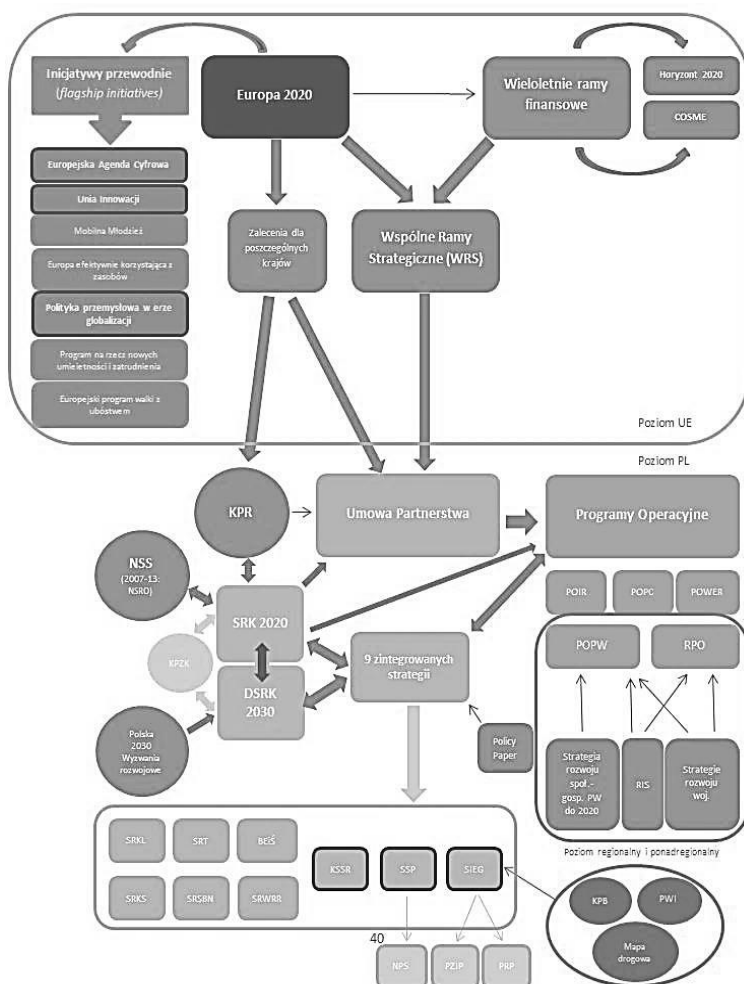 Inicjatywy przewodnie
(flagship initiatives)
Europa 2020
Wieloletnie ramy
finansowe
Horyzont 2020
COSME
Europejska Agenda Cyfrowa
Unia Innowacji
Mobilna Młodzież
Europa efektywnie korzystająca z
zasobów
Polityka przemysłowa w erze
globalizacji
Program na rzecz nowych
umiejętności i zatrudnienia
Europejski program walki z
ubóstwem
Zalecenia dla
poszczególnych
krajów
Wspólne Ramy
Strategiczne (WRS)
Poziom UE
Poziom PL
KPR
Umowa Partnerstwa
Programy Operacyjne
NSS
(2007-13:
NSRO)
POIR
POPC
POWER
SRK 2020
KPZK
9 zintegrowanych
strategii
POPW
RPO
DSRK
2030
Polska
2030
Wyzwania
rozwojowe
Policy
Paper
Strategia
rozwoju
społ.-
gosp. PW
do 2020
RIS
Strategie
rozwoju
woj.
Poziom regionalny i ponadregionalny
SRKL
SRT
BEiŚ
KSSR
SSP
SIEG
SRKS
SRSBN
SRWRR
KPB
PWI
Mapa
drogowa
40
NPS
PZIP
PRP